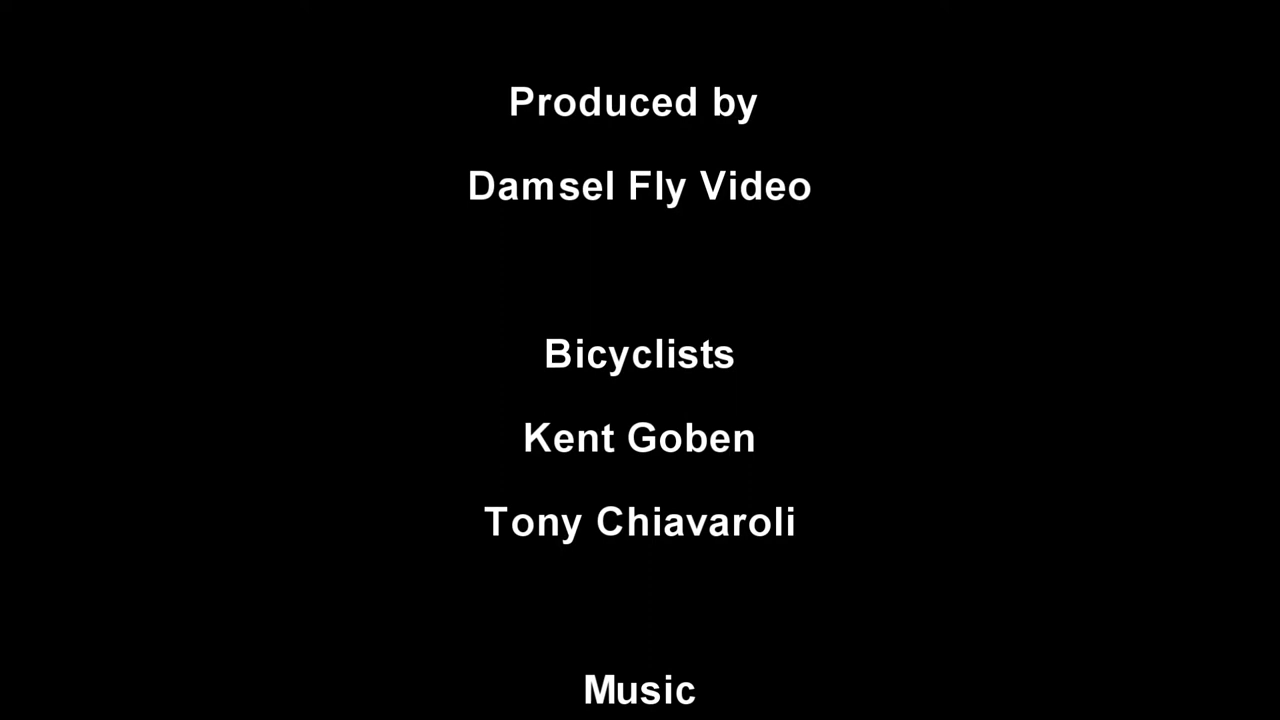 Produced by
Damsel Fly Video
Bicyclists
Kent Goben
Tony Chiavaroli
Music